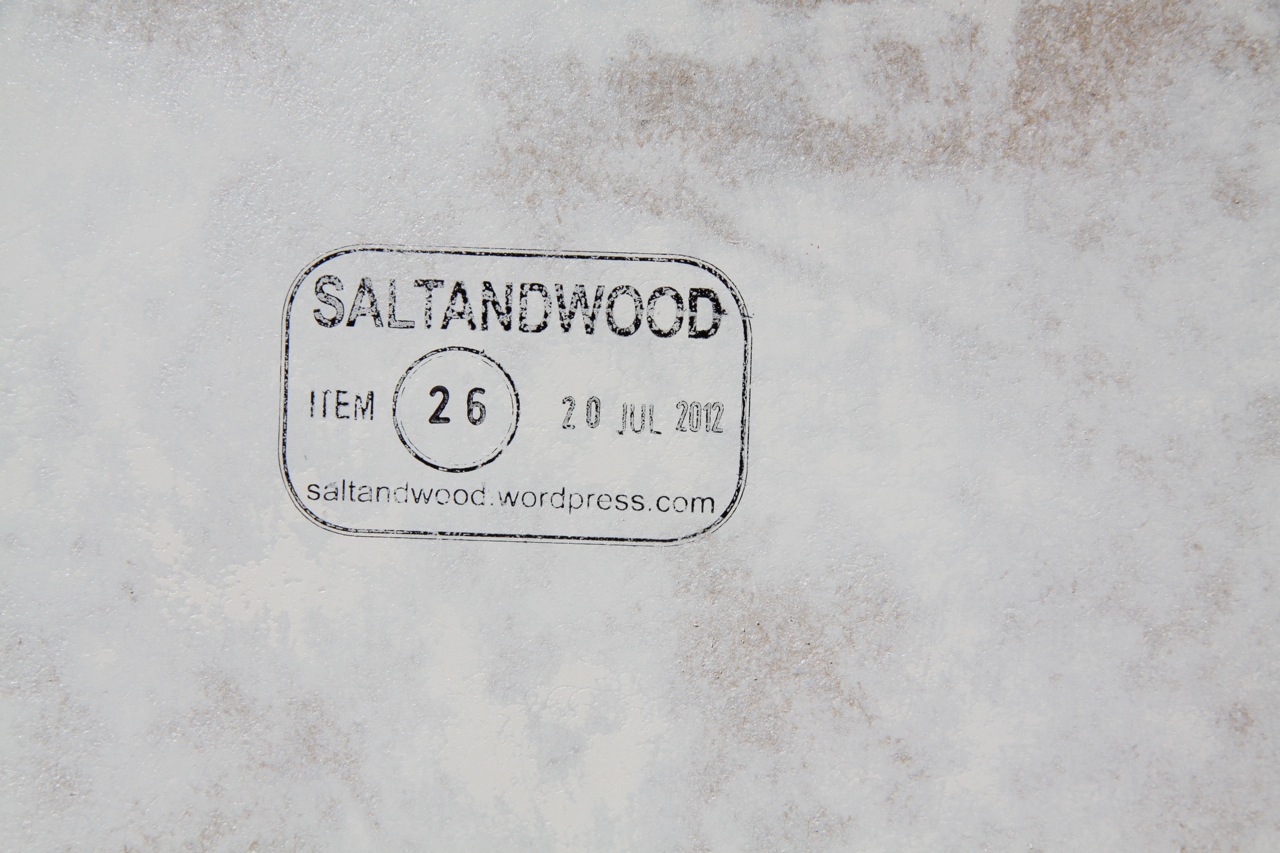 SALTANDWOOD
ITEM 26 20 JUL 2012
saltandwood.wordpress.com